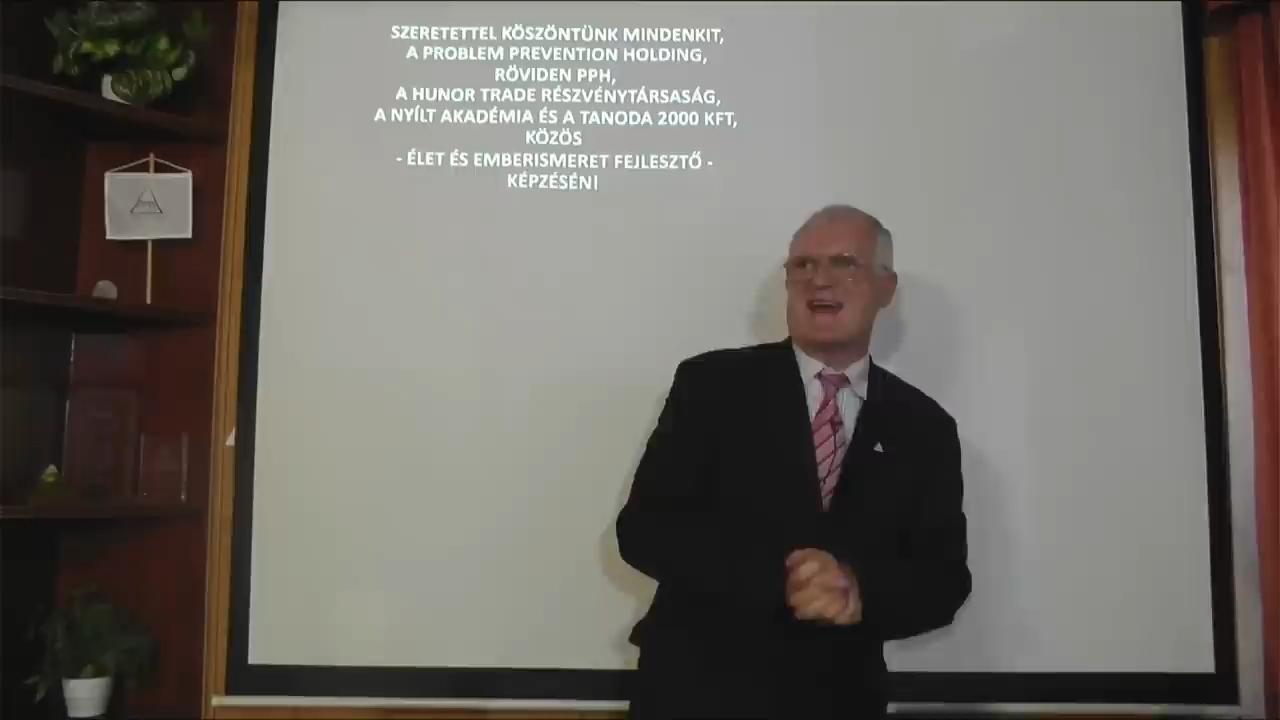 SZERETETTEL KÖSZÖNTÜNK MINDENKIT,
A PROBLEM PREVENTION HOLDING,
RÖVIDEN PPH,
A HUNOR TRADE RÉSZVÉNYTÁRSASÁG,
A NYÍLT AKADÉMIA ÉS A TANODA 2000 KFT,
KÖZÖS
- ÉLET ÉS EMBERISMERET FEJLESZTŐ -
KÉPZÉSÉN!